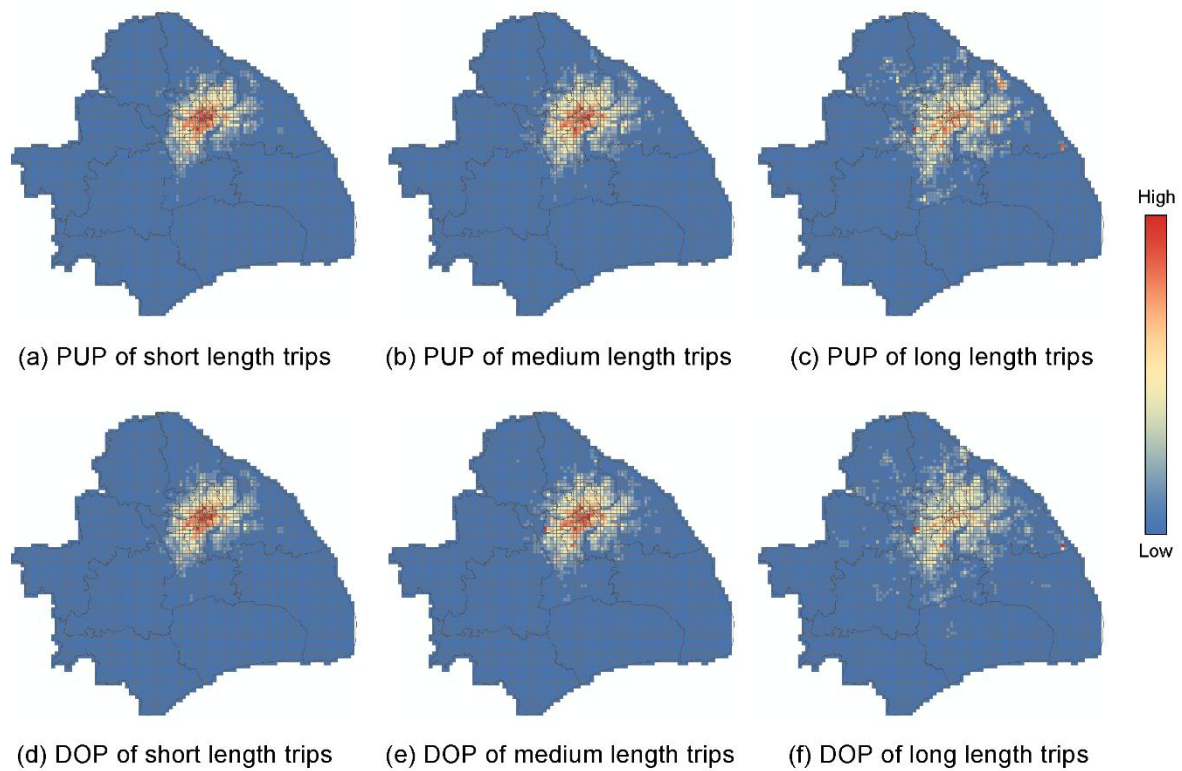 (a) PUP of short length trips
(b) PUP of medium length trips
(c) PUP of long length trips
High
Low
(d) DOP of short length trips
(e) DOP of medium length trips
(f) DOP of long length trips